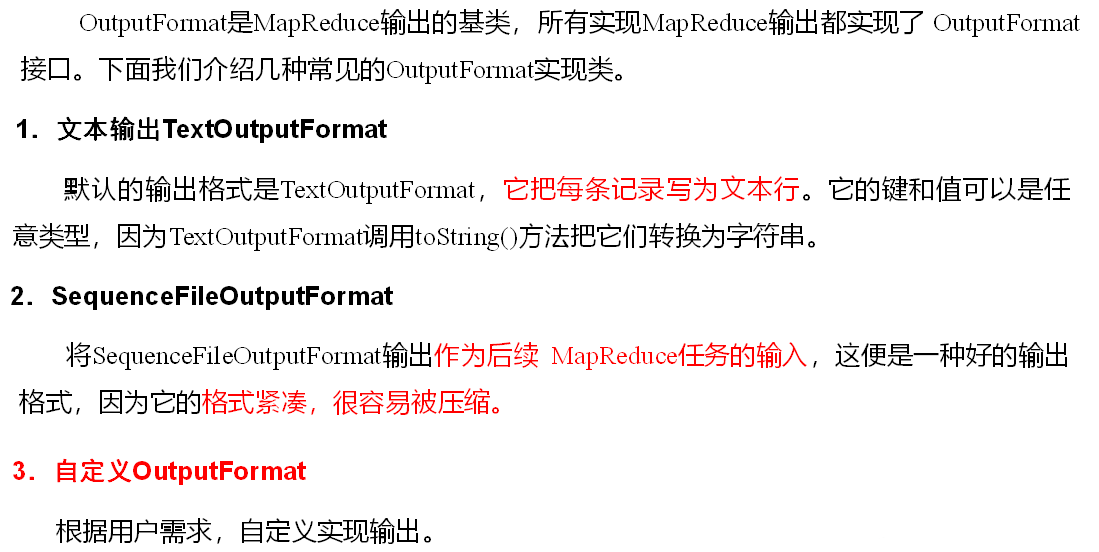 OutputFormat是MapReduce输出的基类，所有实现MapReduce输出都实现了 OutputFormat
接口。下面我们介绍几种常见的OutputFormat实现类。
1．文本输出TextOutputFormat
默认的输出格式是TextOutputFormat，它把每条记录写为文本行。它的键和值可以是任
意类型，因为TextOutputFormat调用toString()方法把它们转换为字符串。
2．SequenceFileOutputFormat
将SequenceFileOutputFormat输出作为后续 MapReduce任务的输入，这便是一种好的输出
格式，因为它的格式紧凑，很容易被压缩。
3．自定义OutputFormat
根据用户需求，自定义实现输出。